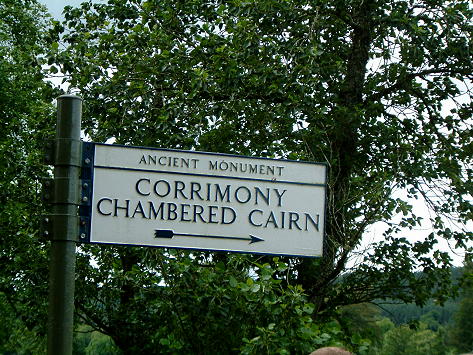 ANCIENT MONUMENT
CORRIMONY
CHAMBERED CAIRN